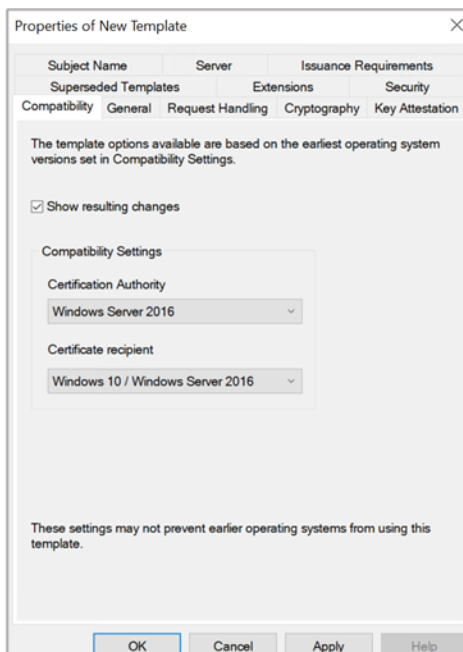 Properties of New Template
Subject Name Server Issuance Requirements
Superseded Templates Extensions Security
Compatibility General Request Handling Cryptography Key Attestation
The template options available are based on the earliest operating system
versions set in Compatibility Settings.
Show resulting changes
Compatibility Settings
Certification Authority
Windows Server 2016
Certificate recipient
Windows 10 / Windows Server 2016
These settings may not prevent earlier operating systems from using this
template.
OK Cancel Apply Help